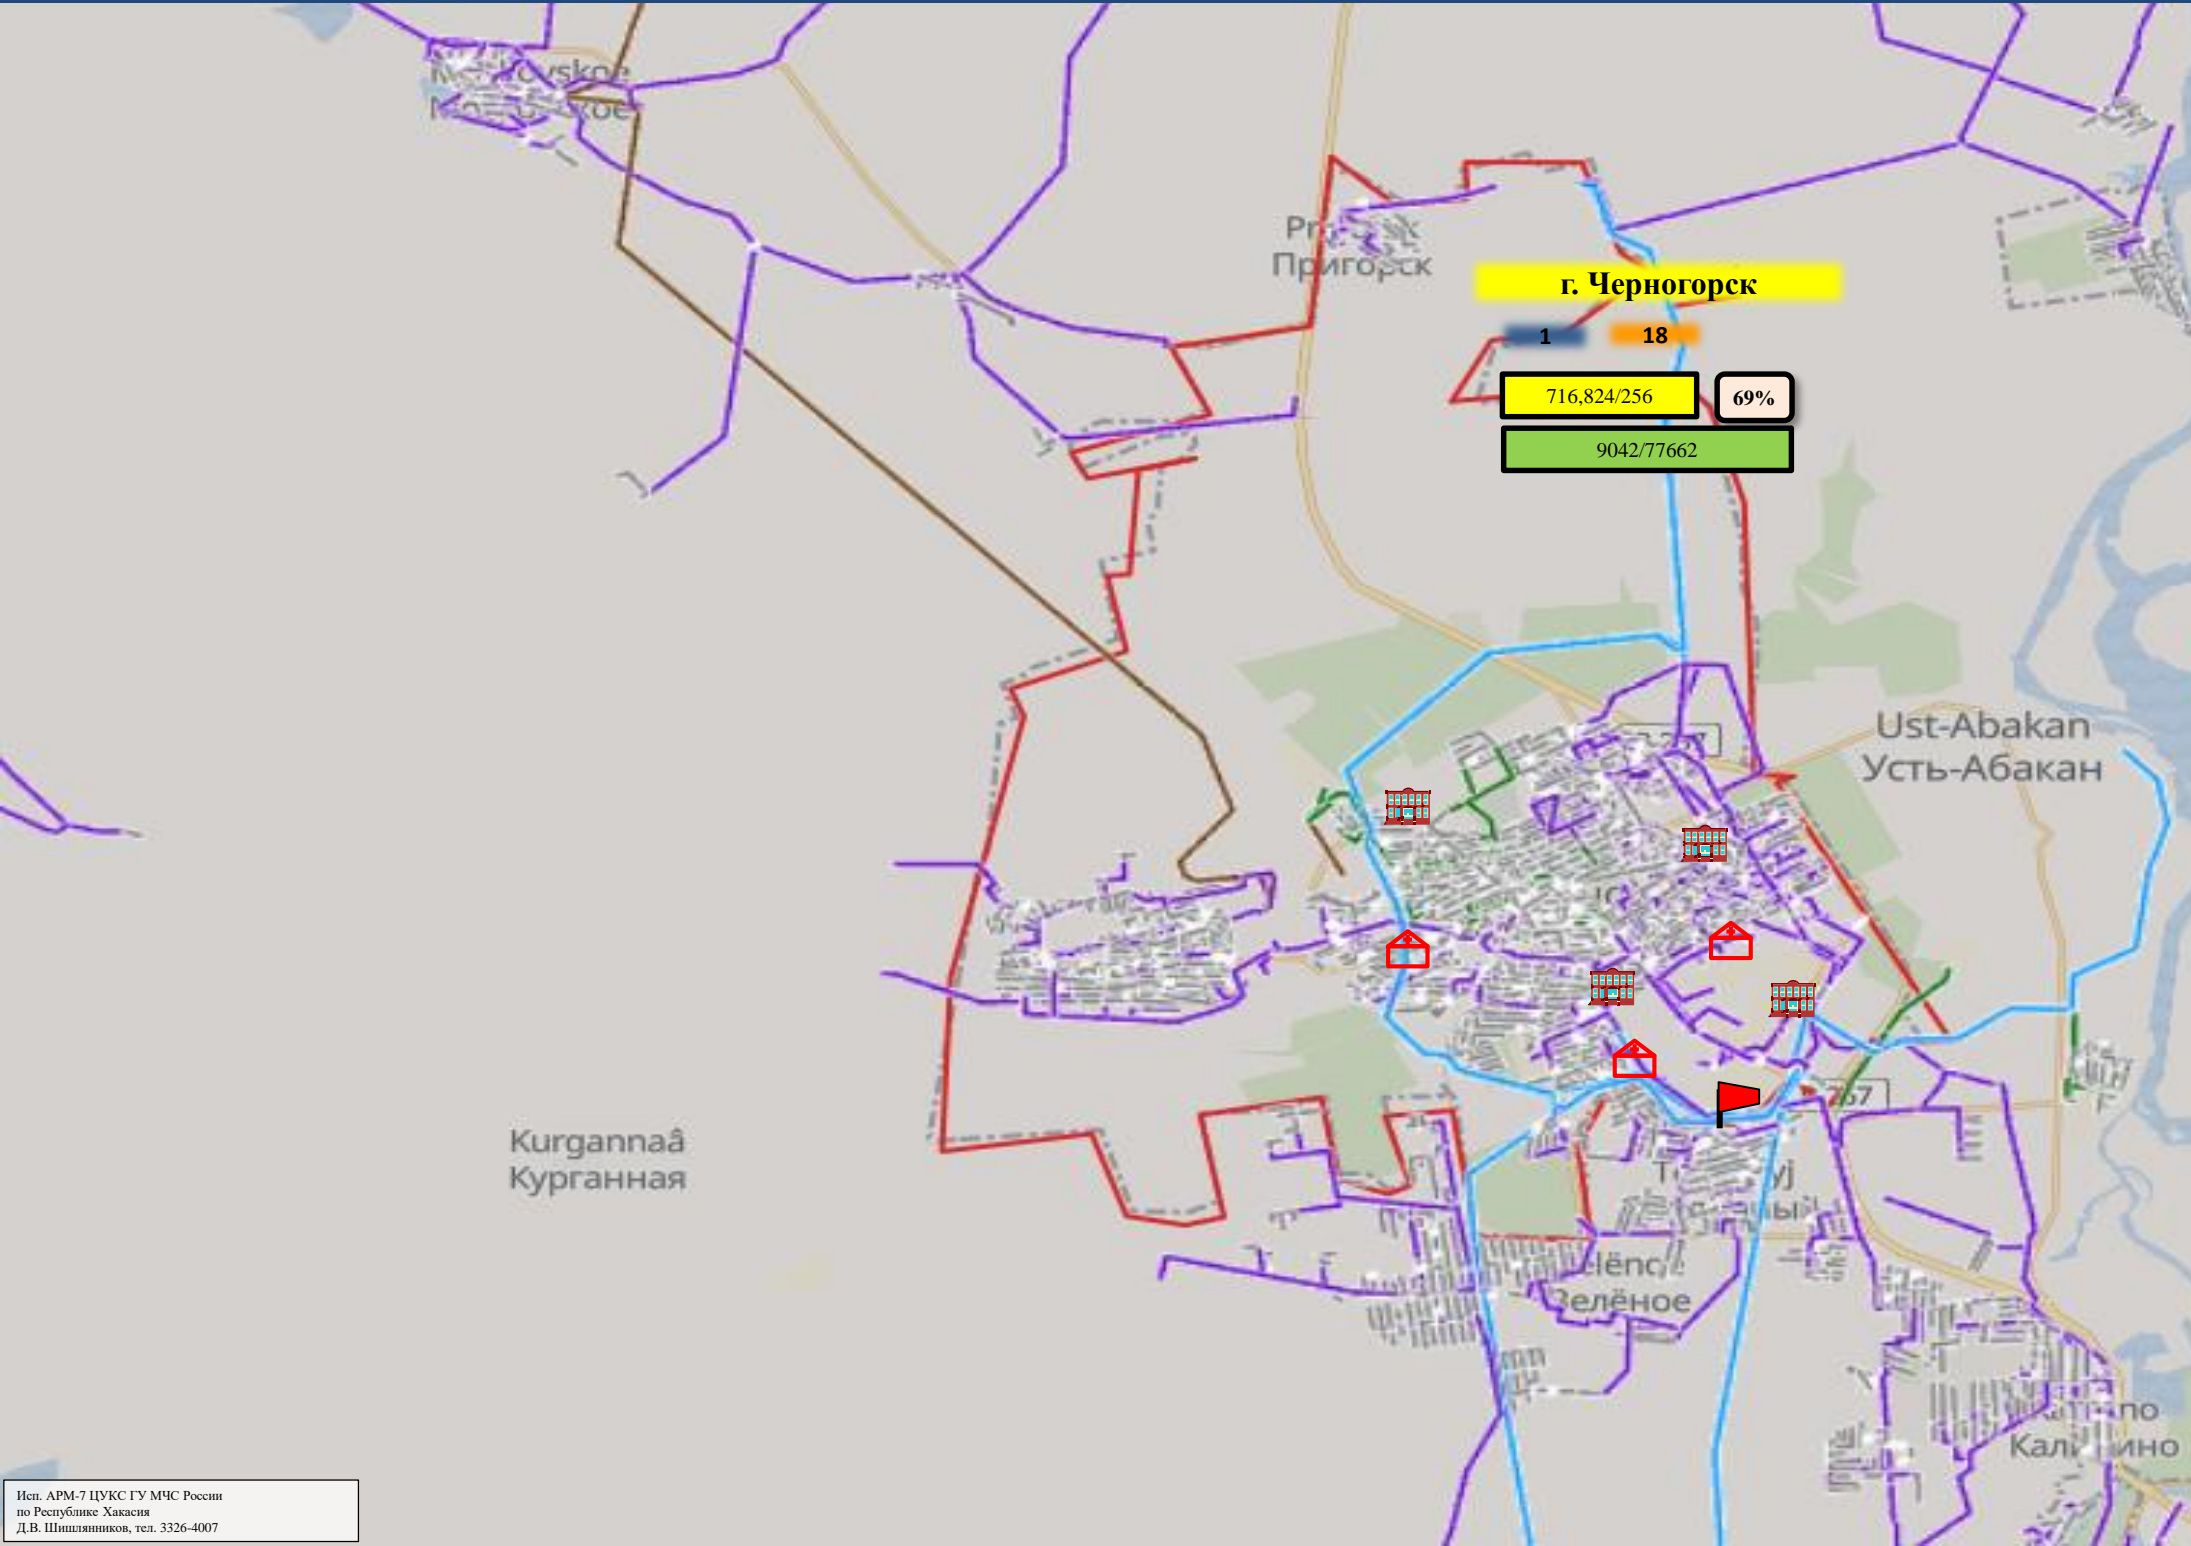 Пригорск
г. Черногорск
1 18
716,824/256 69%
9042/77662
Ust-Abakan
Усть-Абакан
Kurgannaâ
Курганная
Зелёное
Исп. АРМ-7 ЦУКС ГУ МЧС России
по Республике Хакасия
Д.В. Шишлянников, тел. 3326-4007